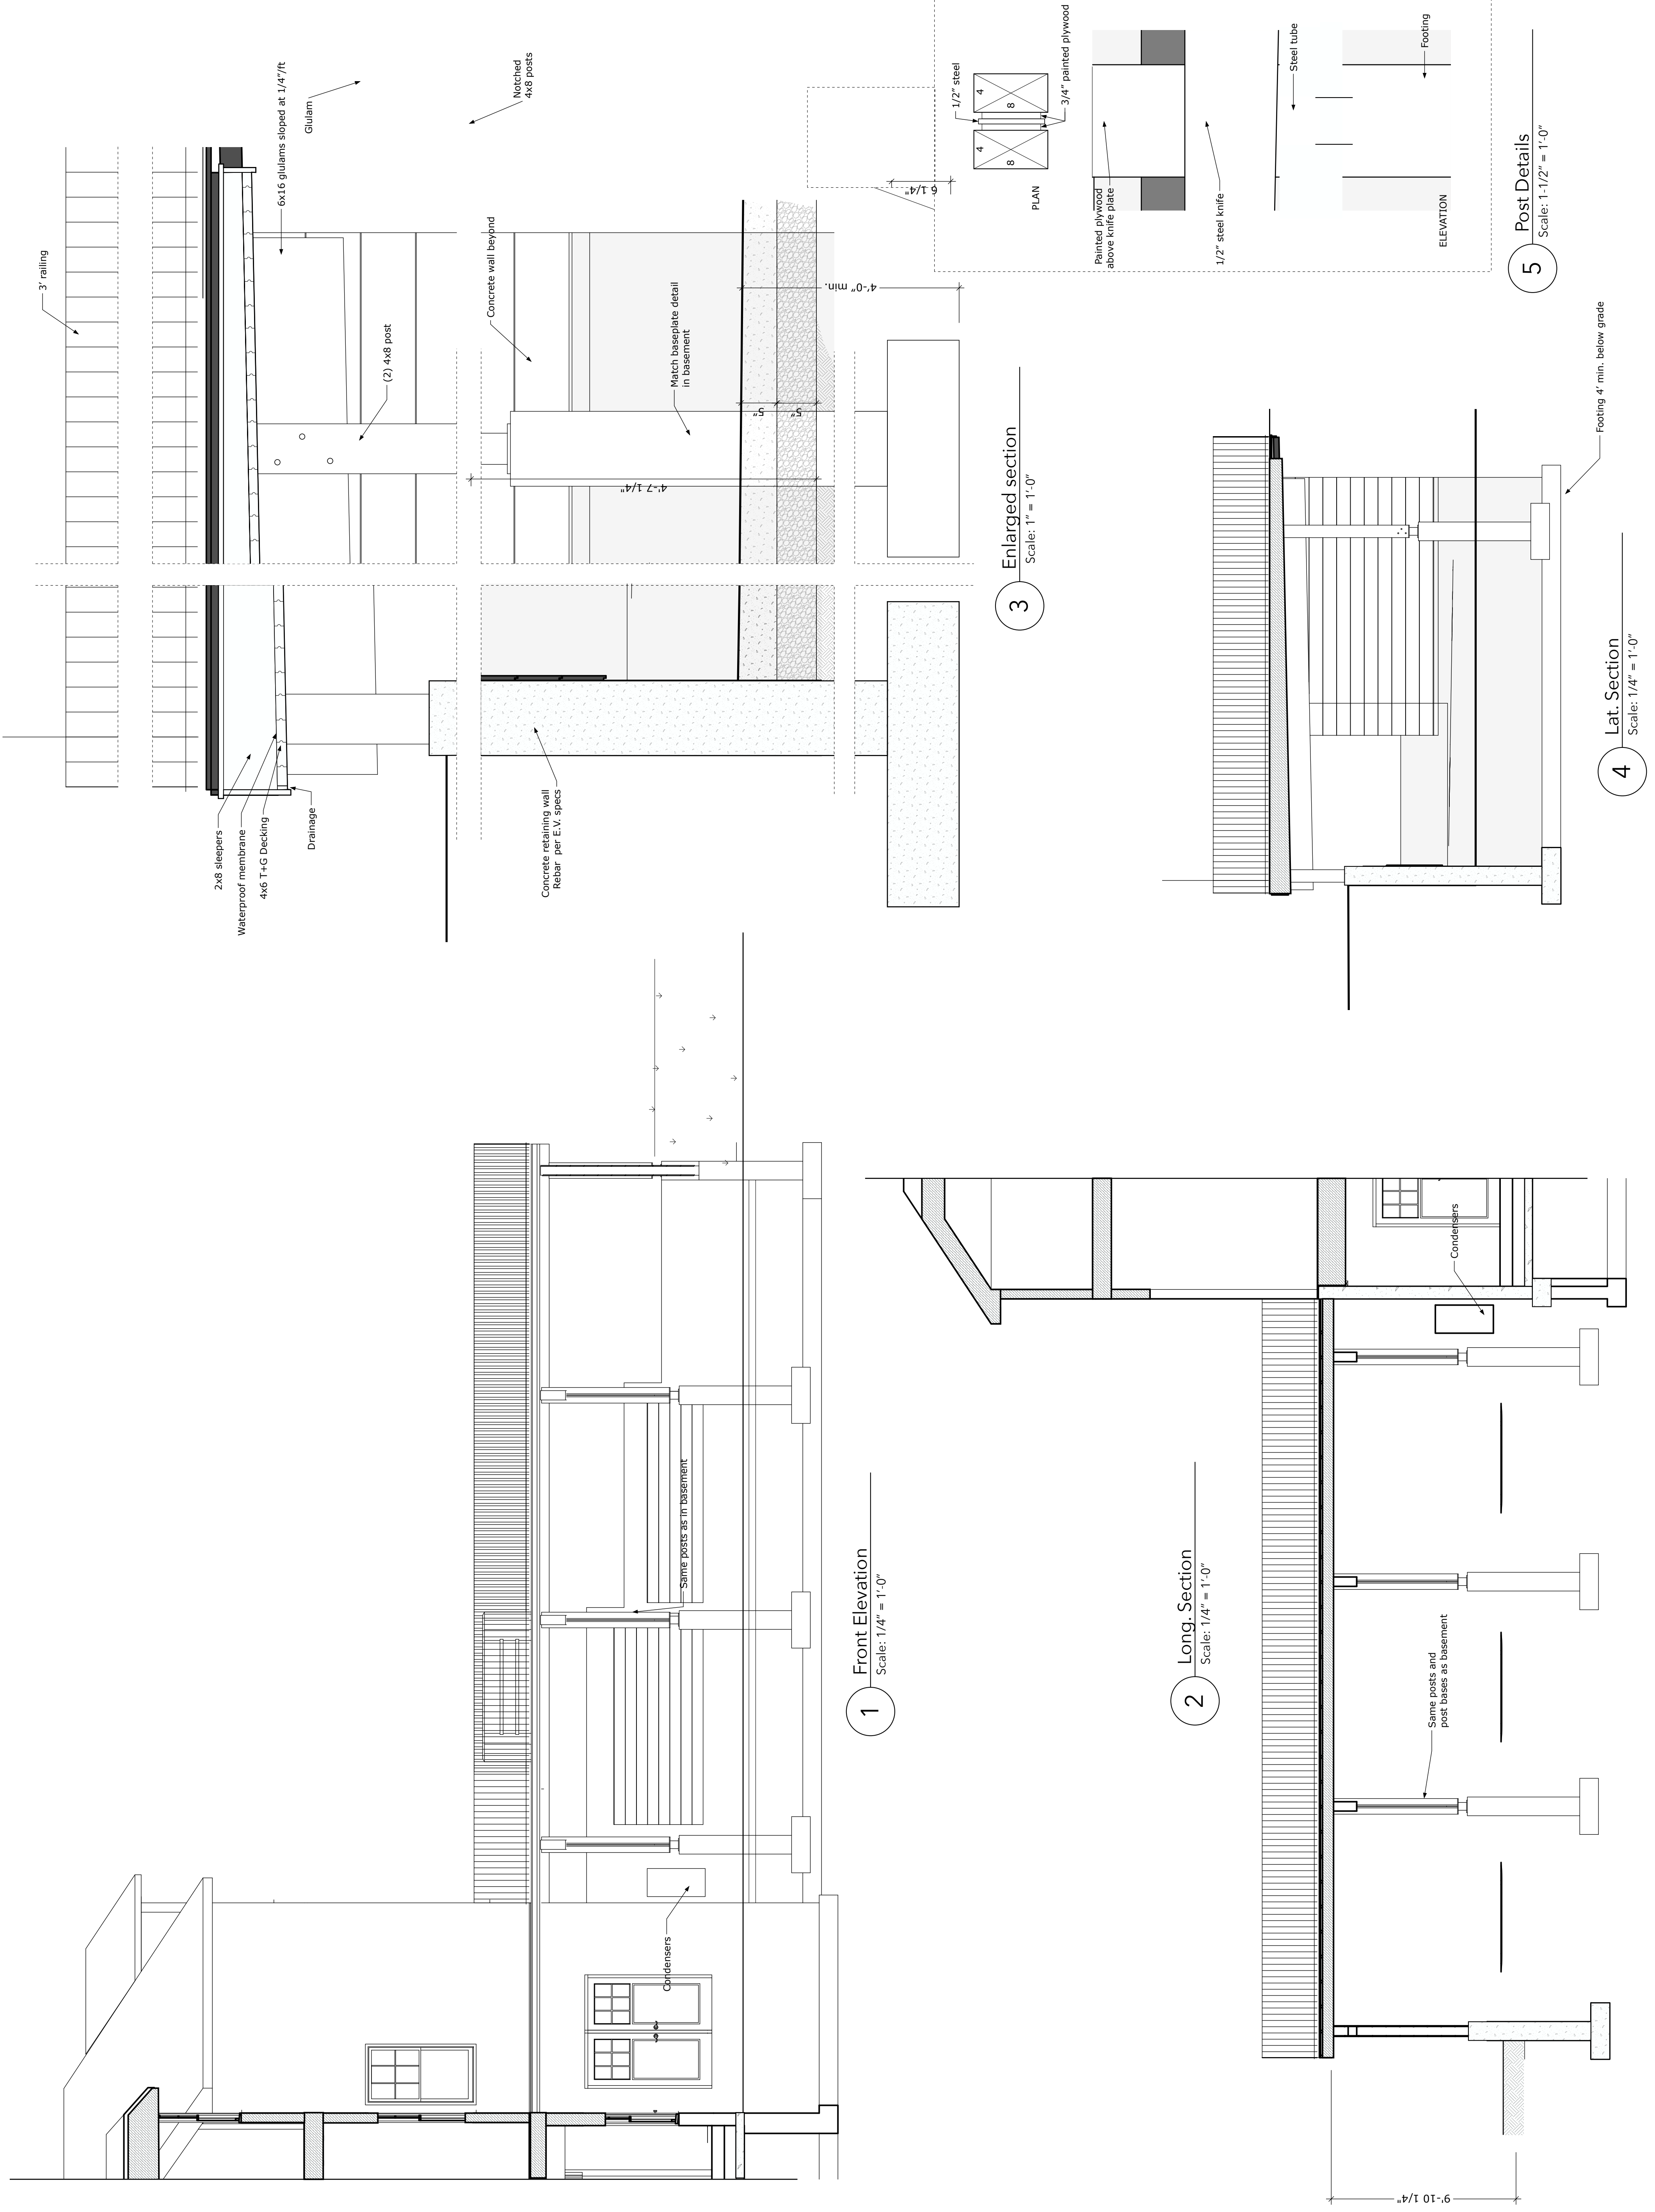 1
Front Elevation
Scale: 1/4” = 1’-0”
Condensers
Same posts as in basement
2
Long. Section
Scale: 1/4” = 1’-0”
9'-10 1/4"
Same posts and
post bases as basement
Condensers
3
Enlarged section
Scale: 1” = 1’-0”
3’ railing
2x8 sleepers
Waterproof membrane
4x6 T+G Decking
Drainage
6x16 glulams sloped at 1/4”/ft
Glulam
(2) 4x8 post
Notched
4x8 posts
Concrete wall beyond
Concrete retaining wall
Rebar per E.V. specs
Match baseplate detail
in basement
4'-7 1/4"
5"
5"
4'-0" min.
4
Lat. Section
Scale: 1/4” = 1’-0”
Footing 4’ min. below grade
5
Post Details
Scale: 1-1/2” = 1’-0”
6 1/4"
1/2” steel
4
8
4
8
3/4” painted plywood
PLAN
Painted plywood
above knife plate
1/2” steel knife
Steel tube
Footing
ELEVATION